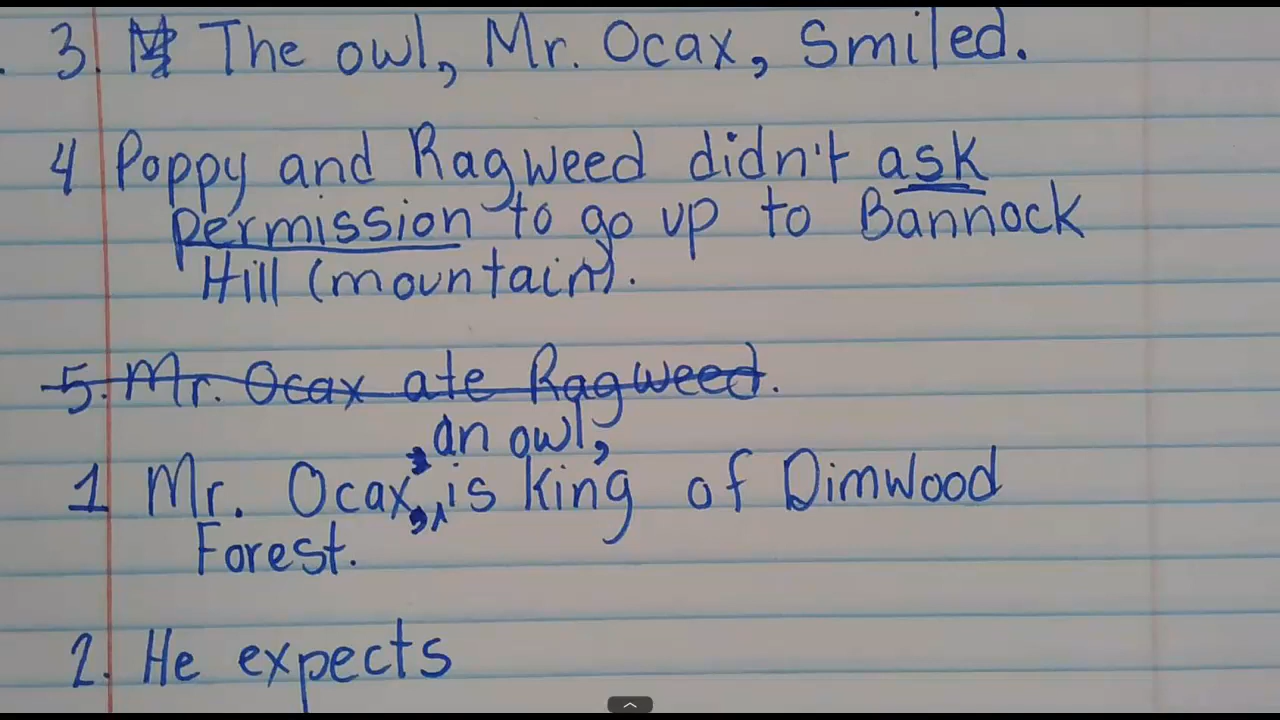 3. The owl, Mr. Ocax, Smiled.
4 Poppy and Ragweed didn't ask
permission to go up to Bannock
Hill (mountain).
5. Mr. Ocax ate Ragweed.
, an owl,
1 Mr. Ocax, is king of Dimwood
Forest.
2. He expects